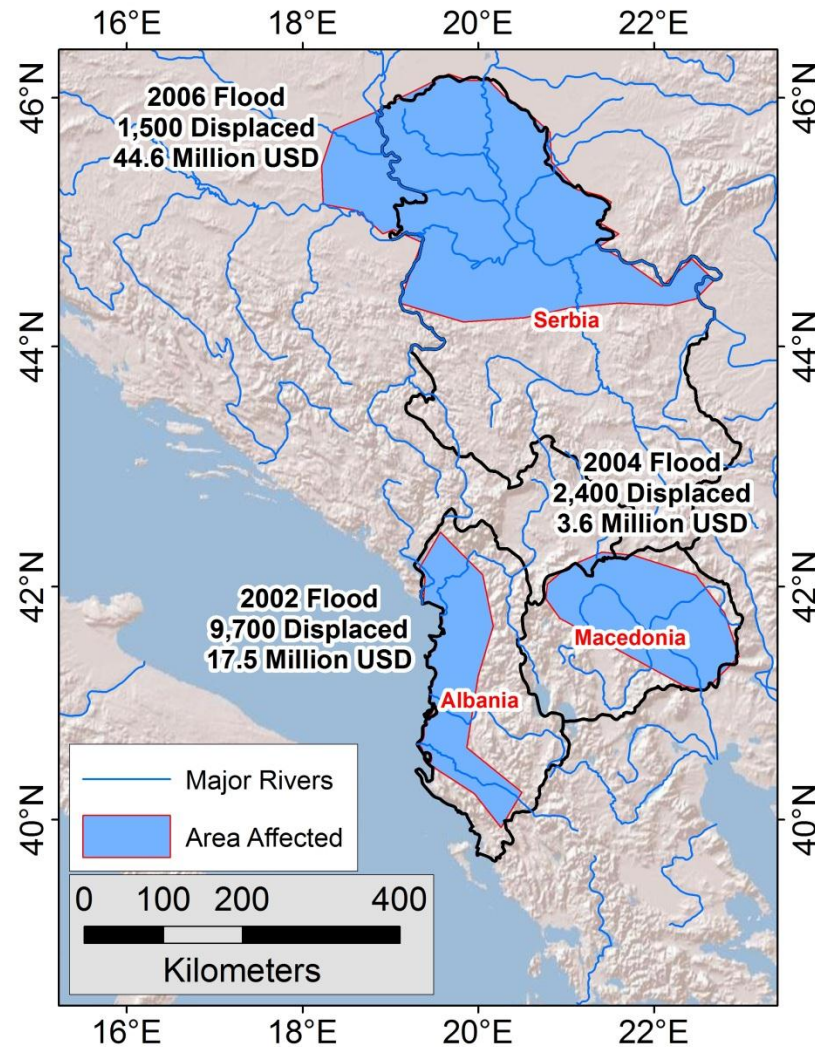 16°E 18°E 20°E 22°E
46°N
46°N
2006 Flood
1,500 Displaced
44.6 Million USD
Serbia
44°N
44°N
2004 Flood
2,400 Displaced
3.6 Million USD
42°N
42°N
2002 Flood
9,700 Displaced
17.5 Million USD
Macedonia
Albania
Major Rivers
Area Affected
40°N
40°N
0 100 200 400
Kilometers
16°E 18°E 20°E 22°E